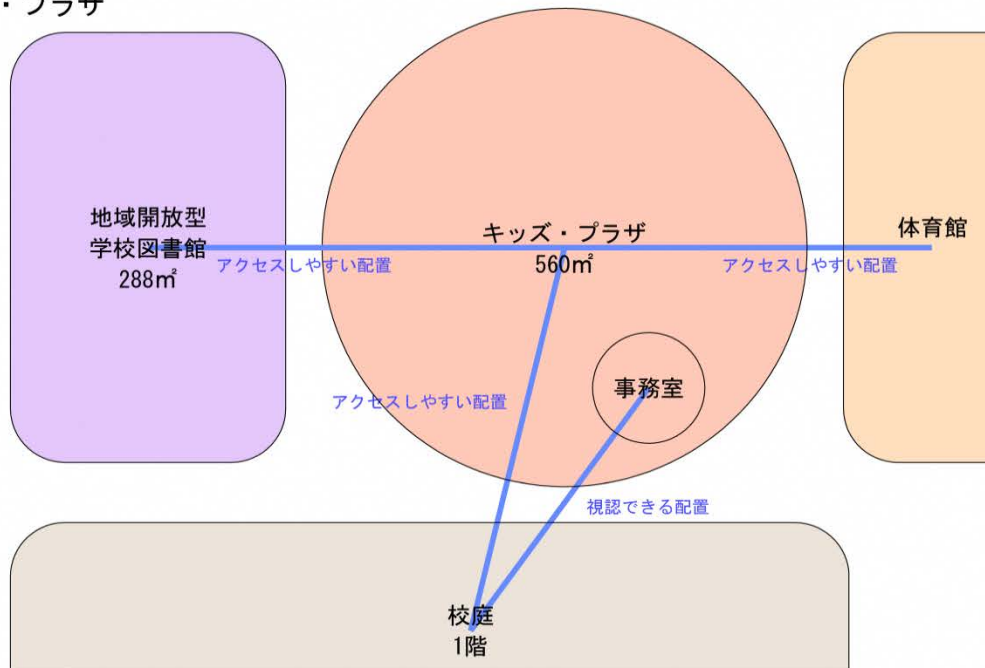 ・プラザ
地域開放型
学校図書館
288㎡
アクセスしやすい配置
キッズ・プラザ
560㎡
アクセスしやすい配置
体育館
アクセスしやすい配置
事務室
視認できる配置
校庭
1階